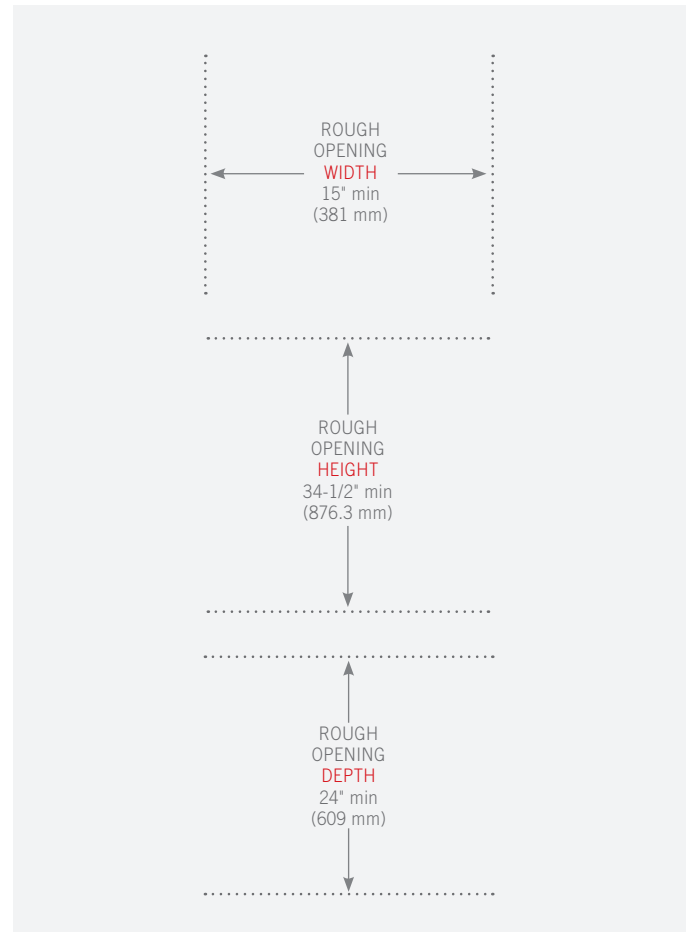 ROUGH
OPENING
WIDTH
15" min
(381 mm)
ROUGH
OPENING
HEIGHT
34-1/2" min
(876.3 mm)
ROUGH
OPENING
DEPTH
24" min
(609 mm)